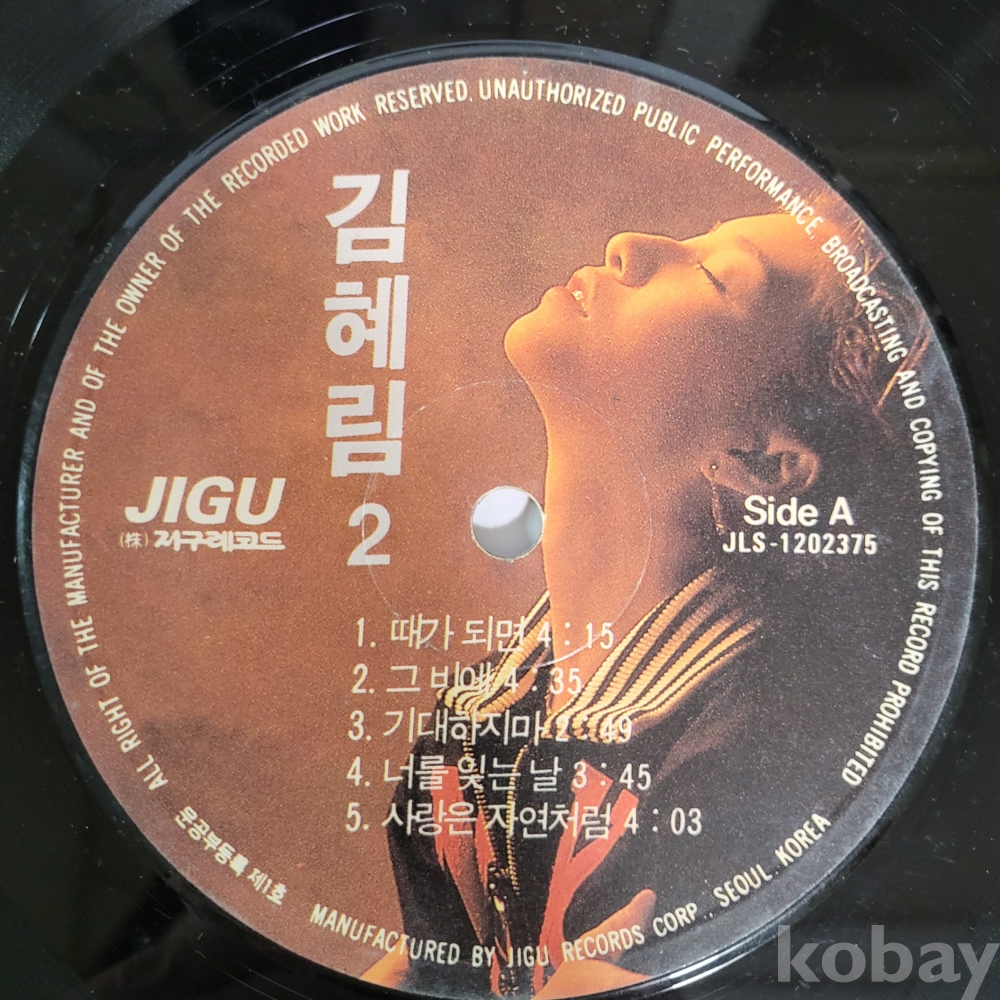 ALL RIGHT OF THE MANUFACTURER AND OF THE OWNER OF THE RECORDED WORK RESERVED. UNAUTHORIZED PUBLIC PERFORMANCE, BROADCASTING AND COPYING OF THIS RECORD PROHIBITED
김혜림 2
JIGU
(株) 지구레코드
Side A
JLS-1202375
1. 때가 되면 4 : 15
2. 그 비에 4 : 35
3. 기대하지마 2 : 49
4. 너를 잊는 날 3 : 45
5. 사랑은 자연처럼 4 : 03
문공부등록 제1호
MANUFACTURED BY JIGU RECORDS CORP., SEOUL, KOREA
kobay